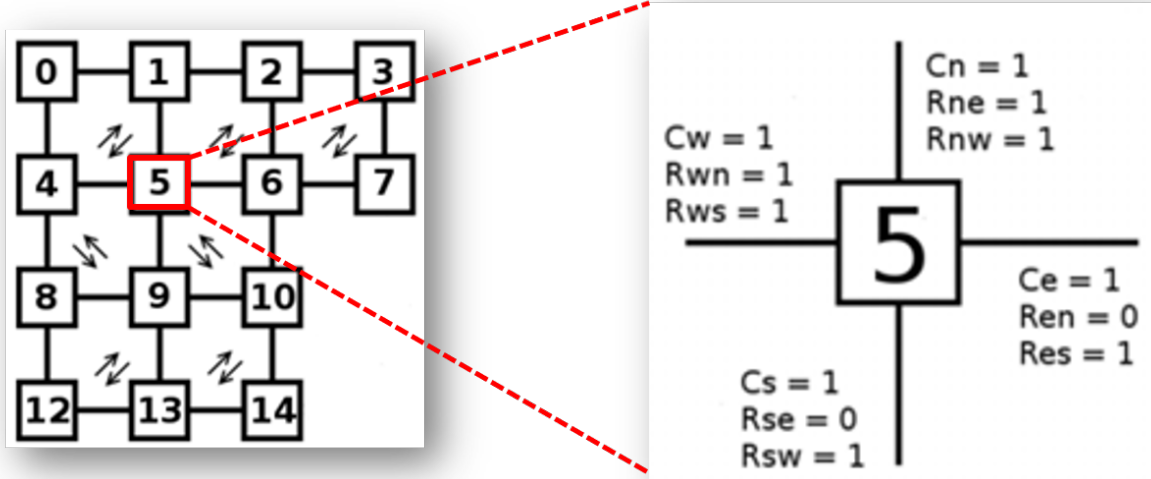 0 1 2 3
4 5 6 7
8 9 10
12 13 14
Cn = 1
Rne = 1
Rnw = 1
Cw = 1
Rwn = 1
Rws = 1
5
Ce = 1
Ren = 0
Res = 1
Cs = 1
Rse = 0
Rsw = 1